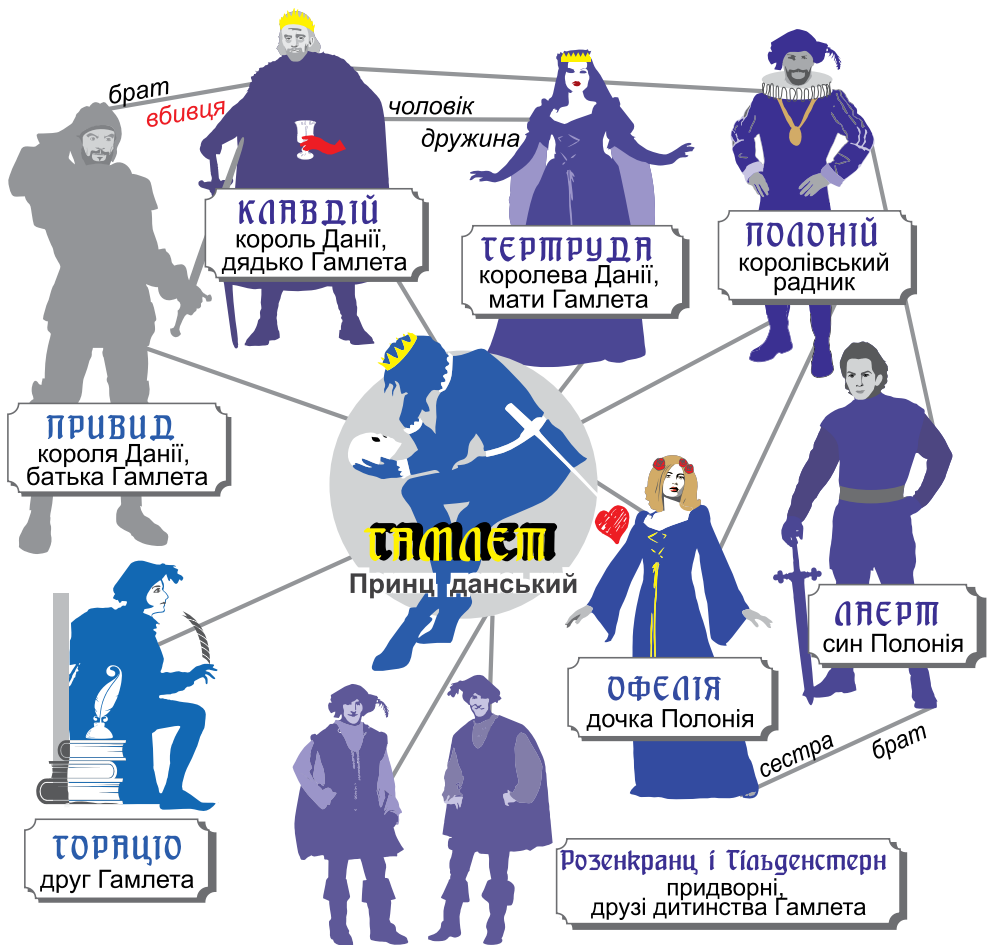 брат
вбивця
чоловік
дружина
КЛАВДІЙ
король Данії,
дядько Гамлета
ГЕРТРУДА
королева Данії,
мати Гамлета
ПОЛОНІЙ
королівський
радник
ПРИВИД
короля Данії,
батька Гамлета
ГАМЛЕТ
Принц данський
ЛАЕРТ
син Полонія
ОФЕЛІЯ
дочка Полонія
сестра
брат
ГОРАЦІО
друг Гамлета
Розенкранц і Гільденстерн
придворні,
друзі дитинства Гамлета